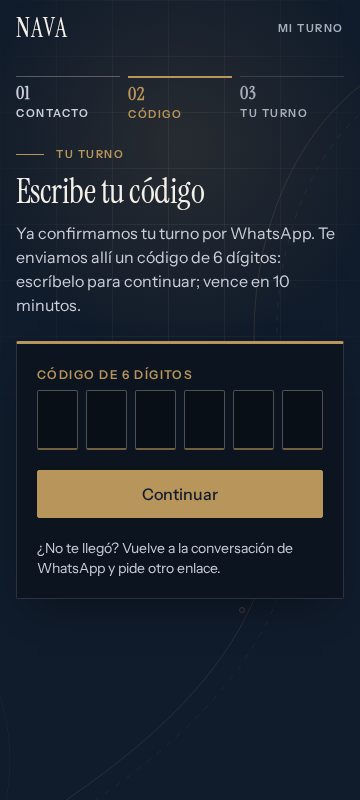 NAVA
MI TURNO
01
CONTACTO
02
CÓDIGO
03
TU TURNO
TU TURNO
Escribe tu código
Ya confirmamos tu turno por WhatsApp. Te
enviamos allí un código de 6 dígitos:
escríbelo para continuar; vence en 10
minutos.
CÓDIGO DE 6 DÍGITOS
Continuar
¿No te llegó? Vuelve a la conversación de
WhatsApp y pide otro enlace.